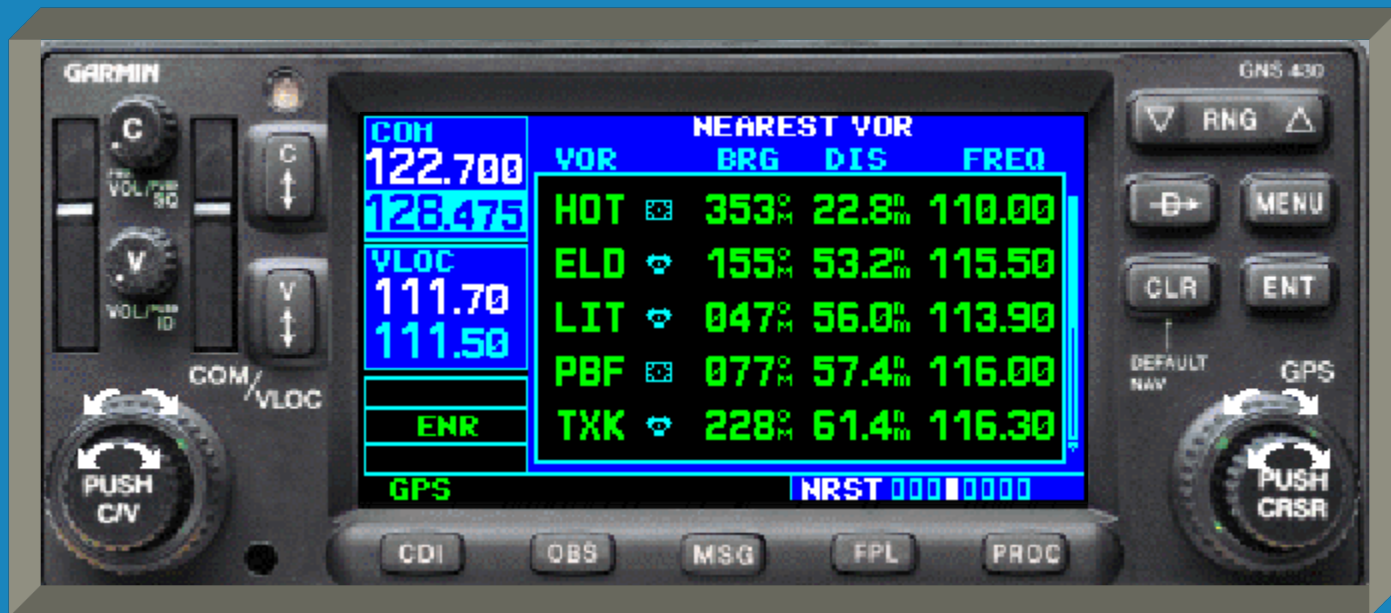 GARMIN
GNS 430
C
PWR
VOL/PUSH
SQ
V
VOL/PUSH
ID
C
V
COM/VLOC
PUSH
C/V
COM
122.700
128.475
VLOC
111.70
111.50
ENR
GPS
NEAREST VOR
VOR BRG DIS FREQ
HOT 353°M 22.8nm 110.00
ELD 155°M 53.2nm 115.50
LIT 047°M 56.0nm 113.90
PBF 077°M 57.4nm 116.00
TXK 228°M 61.4nm 116.30
NRST
RNG
D
MENU
CLR
ENT
DEFAULT
NAV
GPS
PUSH
CRSR
CDI
OBS
MSG
FPL
PROC